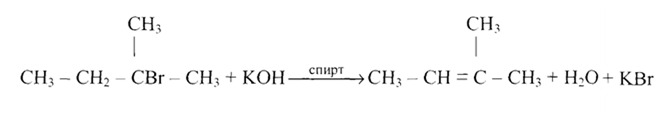 CH₃ CH₃
| |
спирт
CH₃ – CH₂ – CBr – CH₃ + KOH ⟶ CH₃ – CH = C – CH₃ + H₂O + KBr